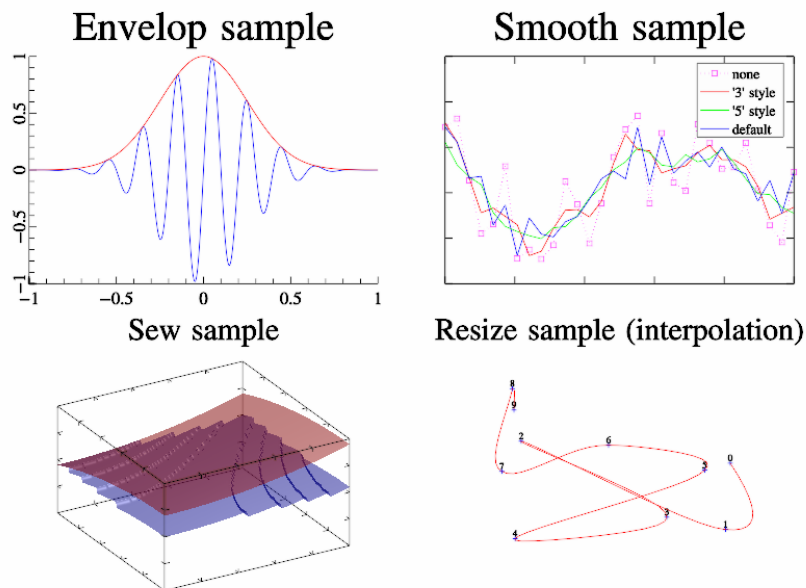 Envelop sample
Smooth sample
1
0.5
0
−0.5
−1
−1
−0.5
0
0.5
1
none
'3' style
'5' style
default
Sew sample
Resize sample (interpolation)
8
9
2
6
0
7
5
3
1
4